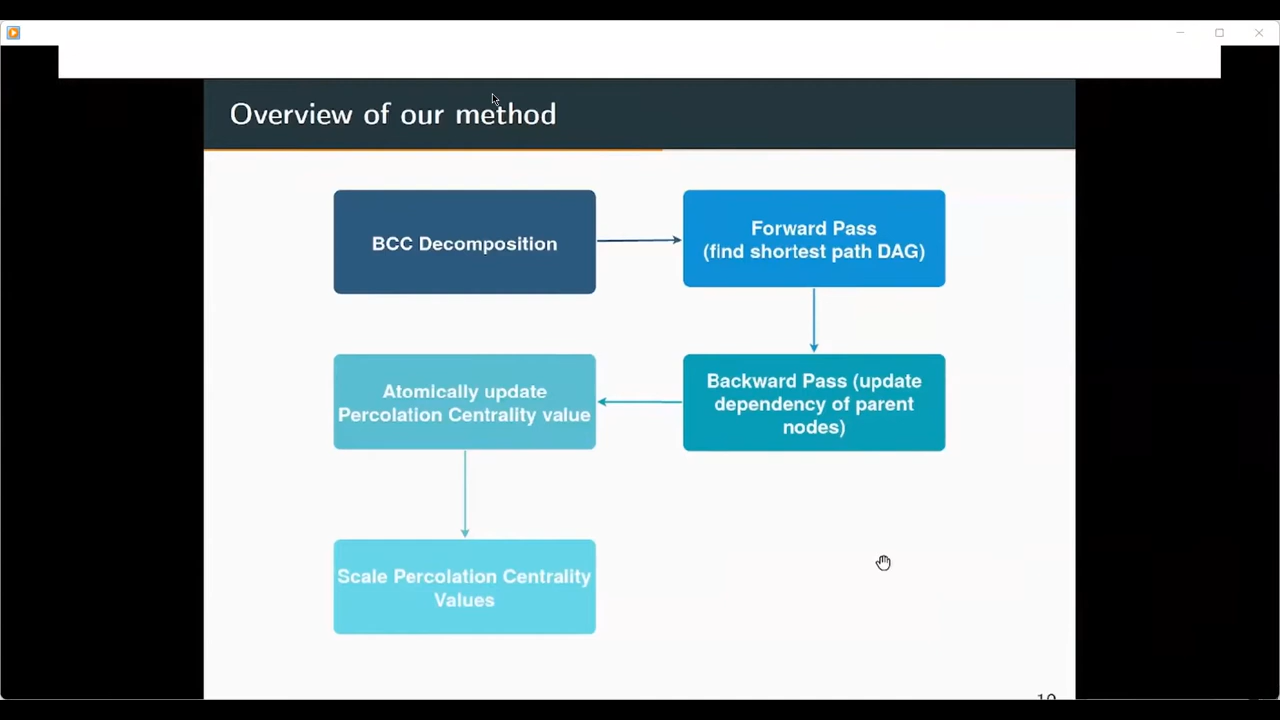 Overview of our method
BCC Decomposition
Forward Pass
(find shortest path DAG)
Backward Pass (update
dependency of parent
nodes)
Atomically update
Percolation Centrality value
Scale Percolation Centrality
Values